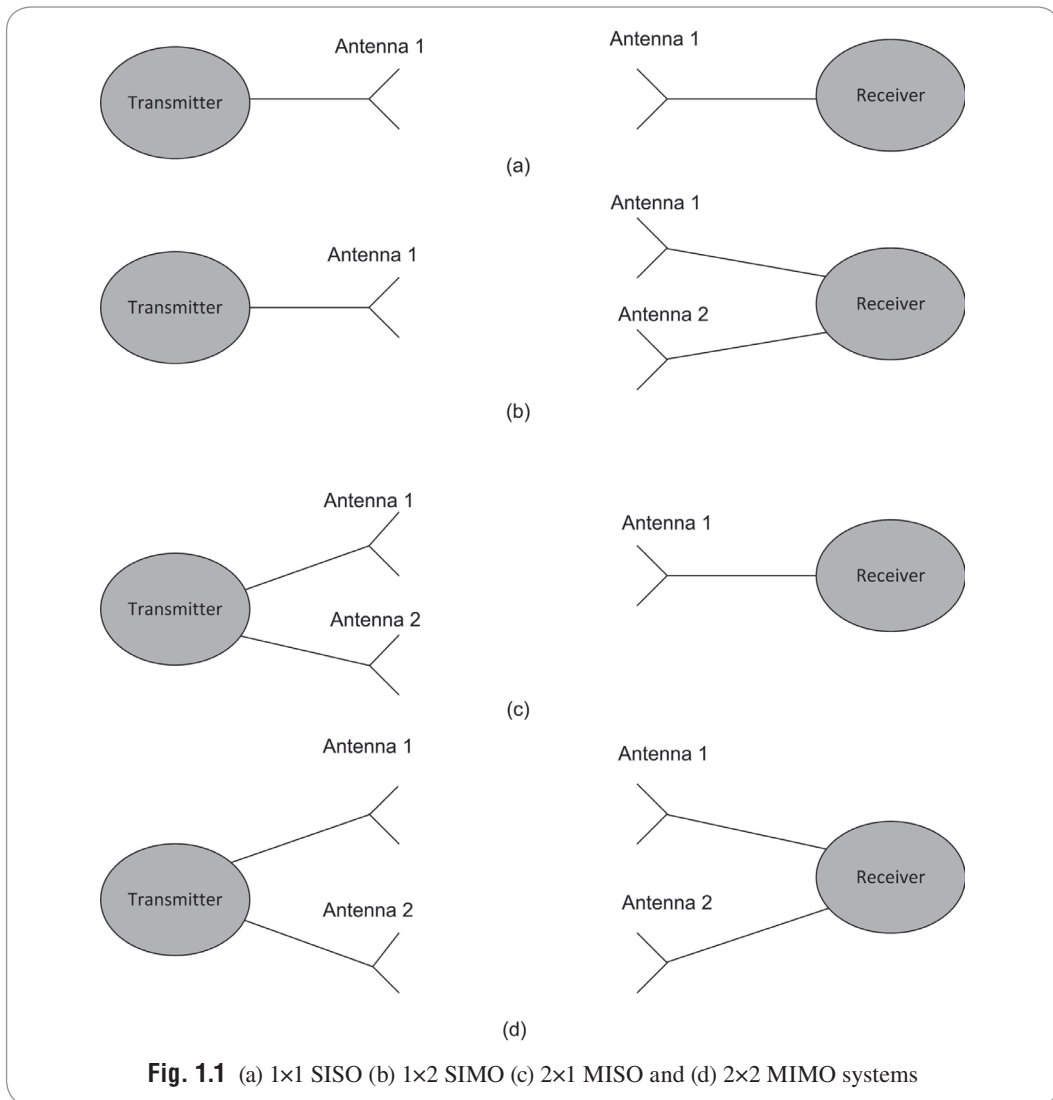 Antenna 1
Antenna 1
Transmitter
Receiver
(a)
Antenna 1
Antenna 1
Transmitter
Receiver
Antenna 2
(b)
Antenna 1
Antenna 1
Transmitter
Receiver
Antenna 2
(c)
Antenna 1
Antenna 1
Transmitter
Receiver
Antenna 2
Antenna 2
(d)
Fig. 1.1 (a) 1×1 SISO (b) 1×2 SIMO (c) 2×1 MISO and (d) 2×2 MIMO systems